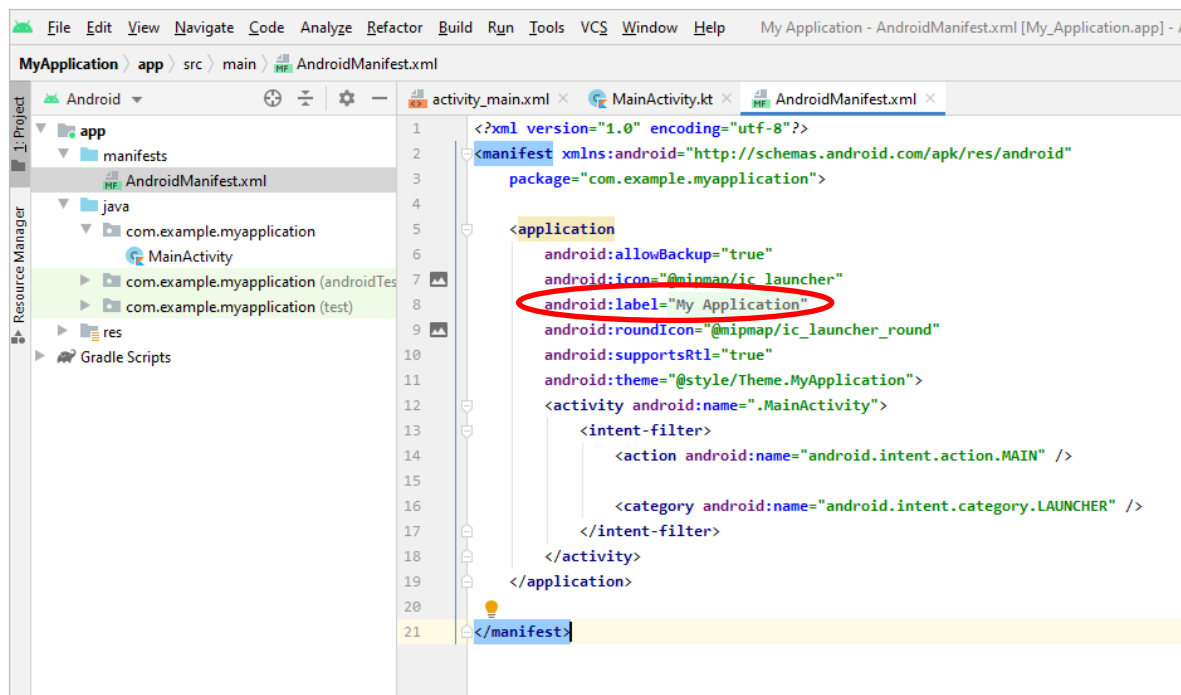 File Edit View Navigate Code Analyze Refactor Build Run Tools VCS Window Help My Application - AndroidManifest.xml [My_Application.app] -
MyApplication app src main MF AndroidManifest.xml
1: Project
Resource Manager
Android
app
manifests
MF AndroidManifest.xml
java
com.example.myapplication
MainActivity
com.example.myapplication (androidTes
com.example.myapplication (test)
res
Gradle Scripts
activity_main.xml MainActivity.kt MF AndroidManifest.xml
1 <?xml version="1.0" encoding="utf-8"?>
2 <manifest xmlns:android="http://schemas.android.com/apk/res/android"
3 package="com.example.myapplication">
4
5 <application
6 android:allowBackup="true"
7 android:icon="@mipmap/ic_launcher"
8 android:label="My Application"
9 android:roundIcon="@mipmap/ic_launcher_round"
10 android:supportsRtl="true"
11 android:theme="@style/Theme.MyApplication">
12 <activity android:name=".MainActivity">
13 <intent-filter>
14 <action android:name="android.intent.action.MAIN" />
15
16 <category android:name="android.intent.category.LAUNCHER" />
17 </intent-filter>
18 </activity>
19 </application>
20
21 </manifest>